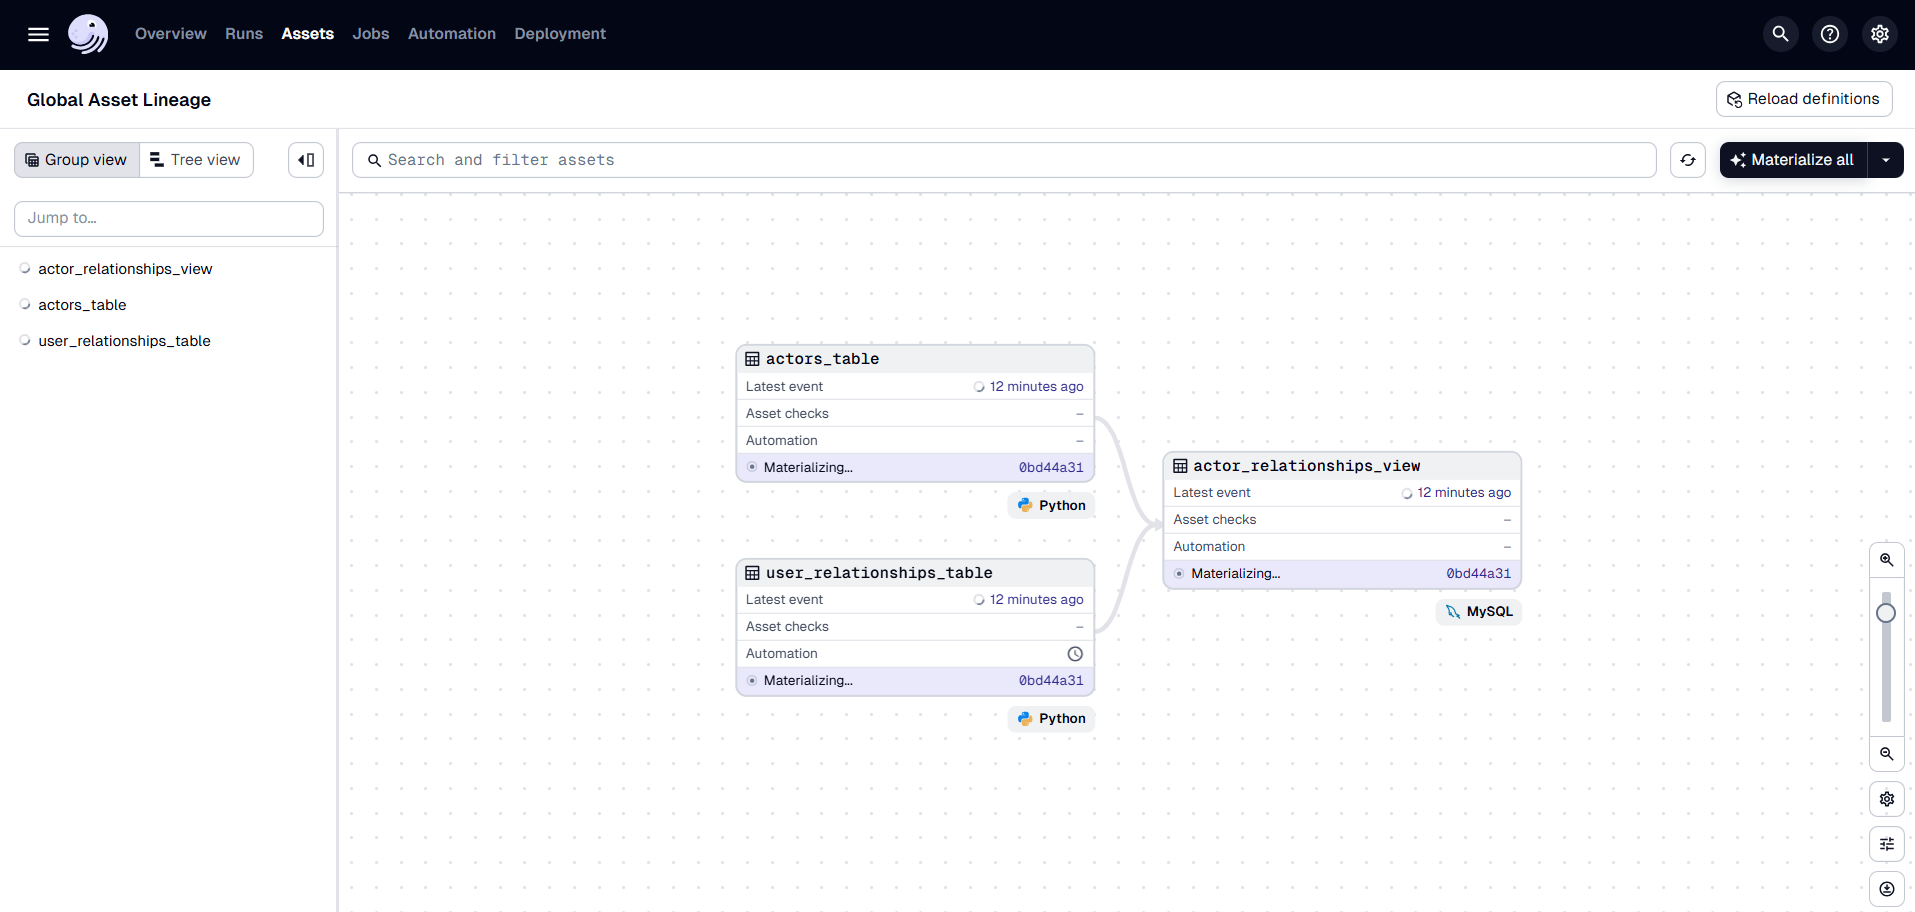 Overview Runs Assets Jobs Automation Deployment
Global Asset Lineage
Reload definitions
Group view
Tree view
Search and filter assets
Materialize all
Jump to...
actor_relationships_view
actors_table
user_relationships_table
actors_table
Latest event 12 minutes ago
Asset checks –
Automation –
Materializing... 0bd44a31
Python
user_relationships_table
Latest event 12 minutes ago
Asset checks –
Automation
Materializing... 0bd44a31
Python
actor_relationships_view
Latest event 12 minutes ago
Asset checks –
Automation –
Materializing... 0bd44a31
MySQL